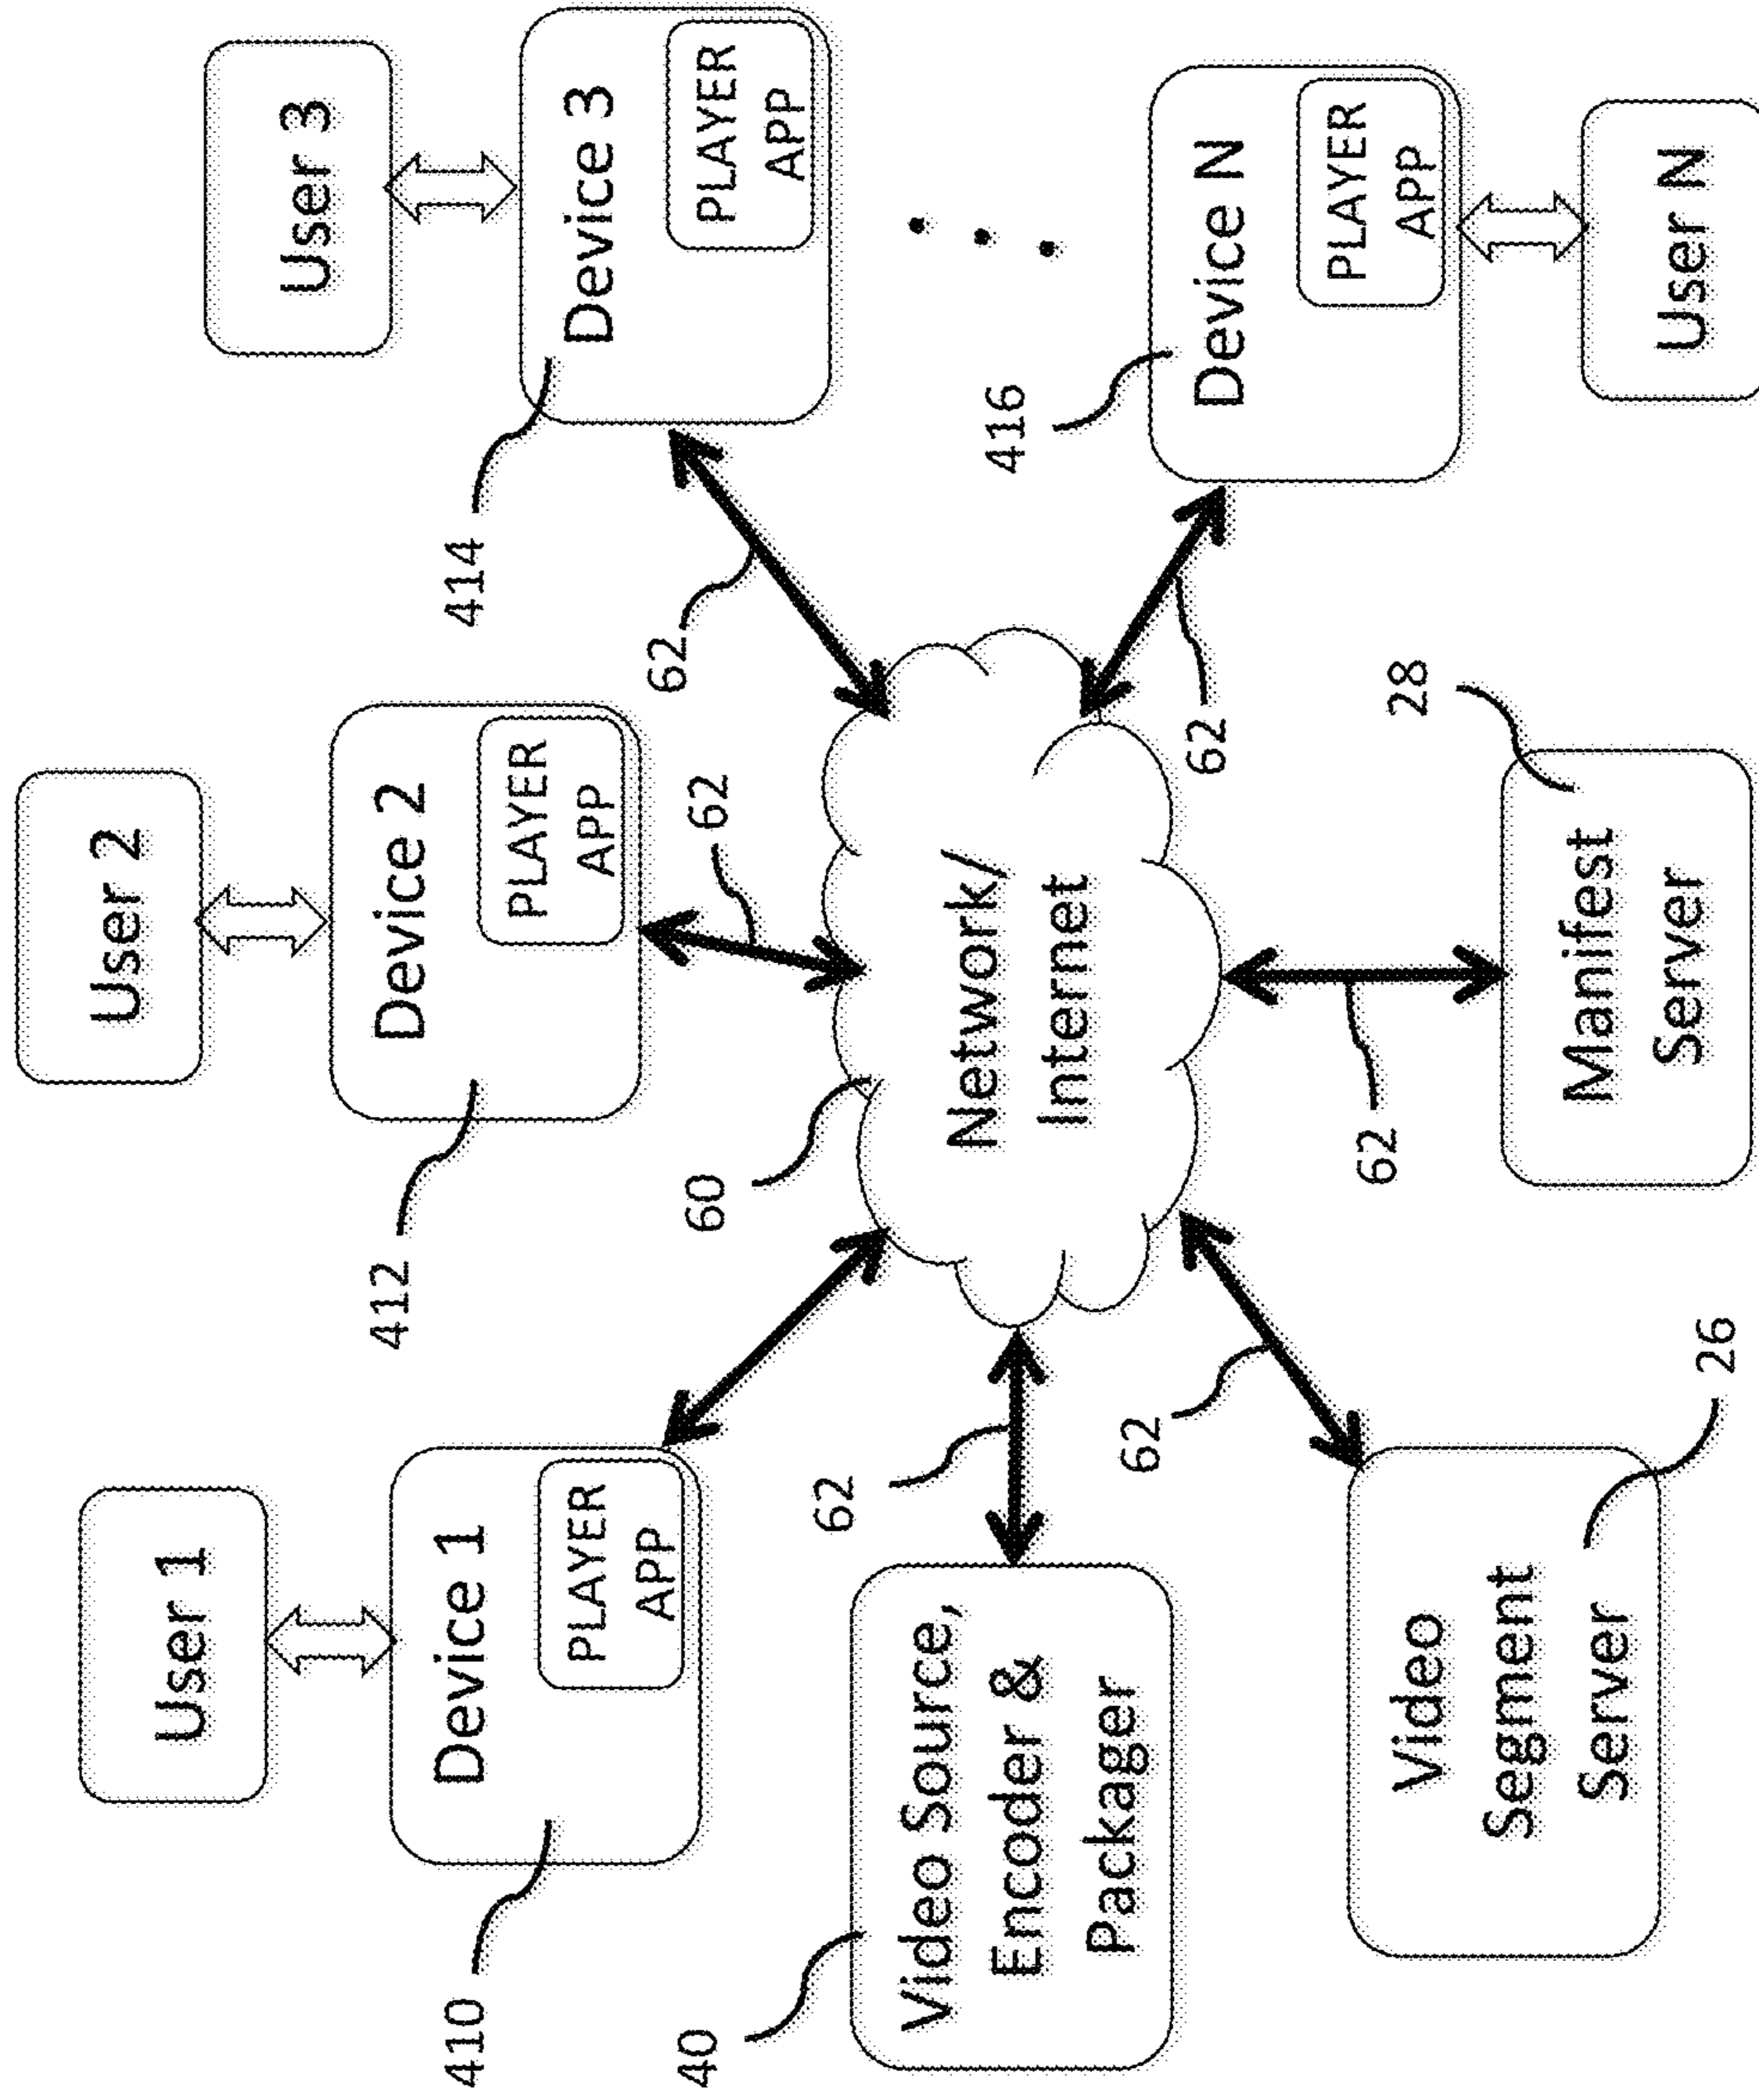 User 1
User 2
User 3
Device 1
PLAYER
APP
410
Device 2
PLAYER
APP
412
Device 3
PLAYER
APP
414
62
62
60
40
Video Source,
Encoder &
Packager
62
Network/
Internet
62
416
Device N
PLAYER
APP
User N
62
Video
Segment
Server
26
62
Manifest
Server
28